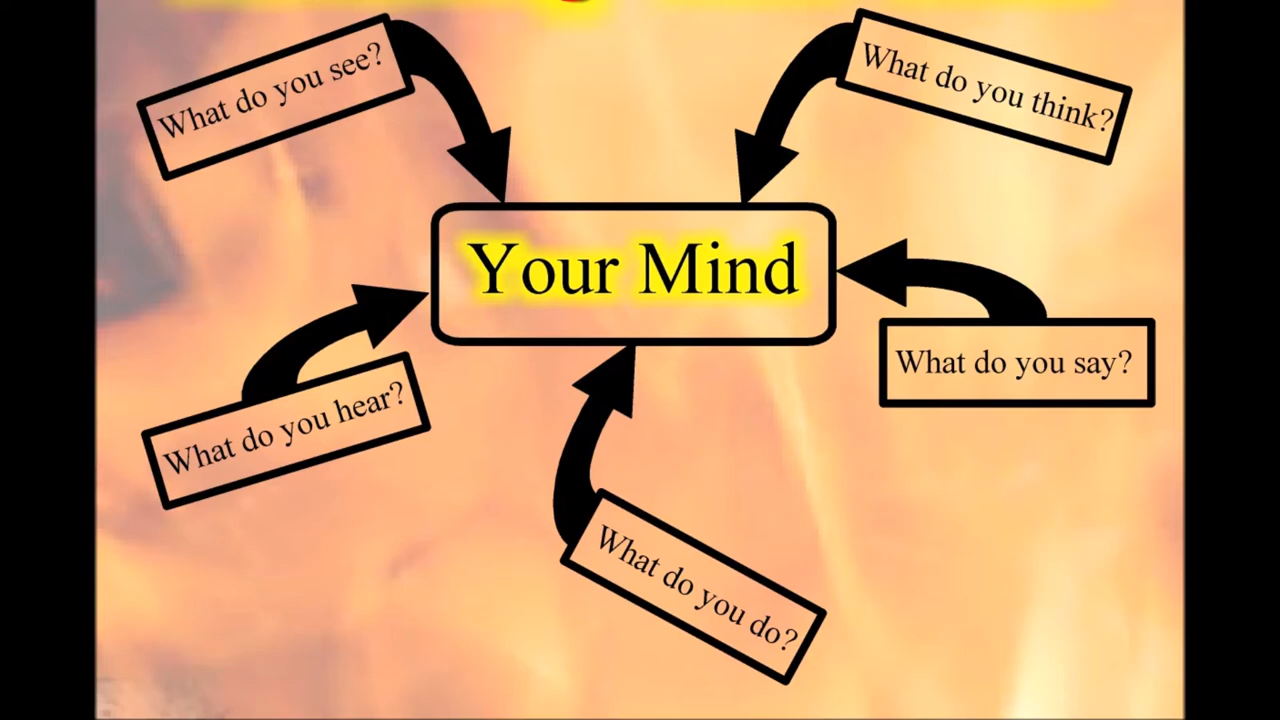 What do you see?
What do you think?
Your Mind
What do you say?
What do you hear?
What do you do?